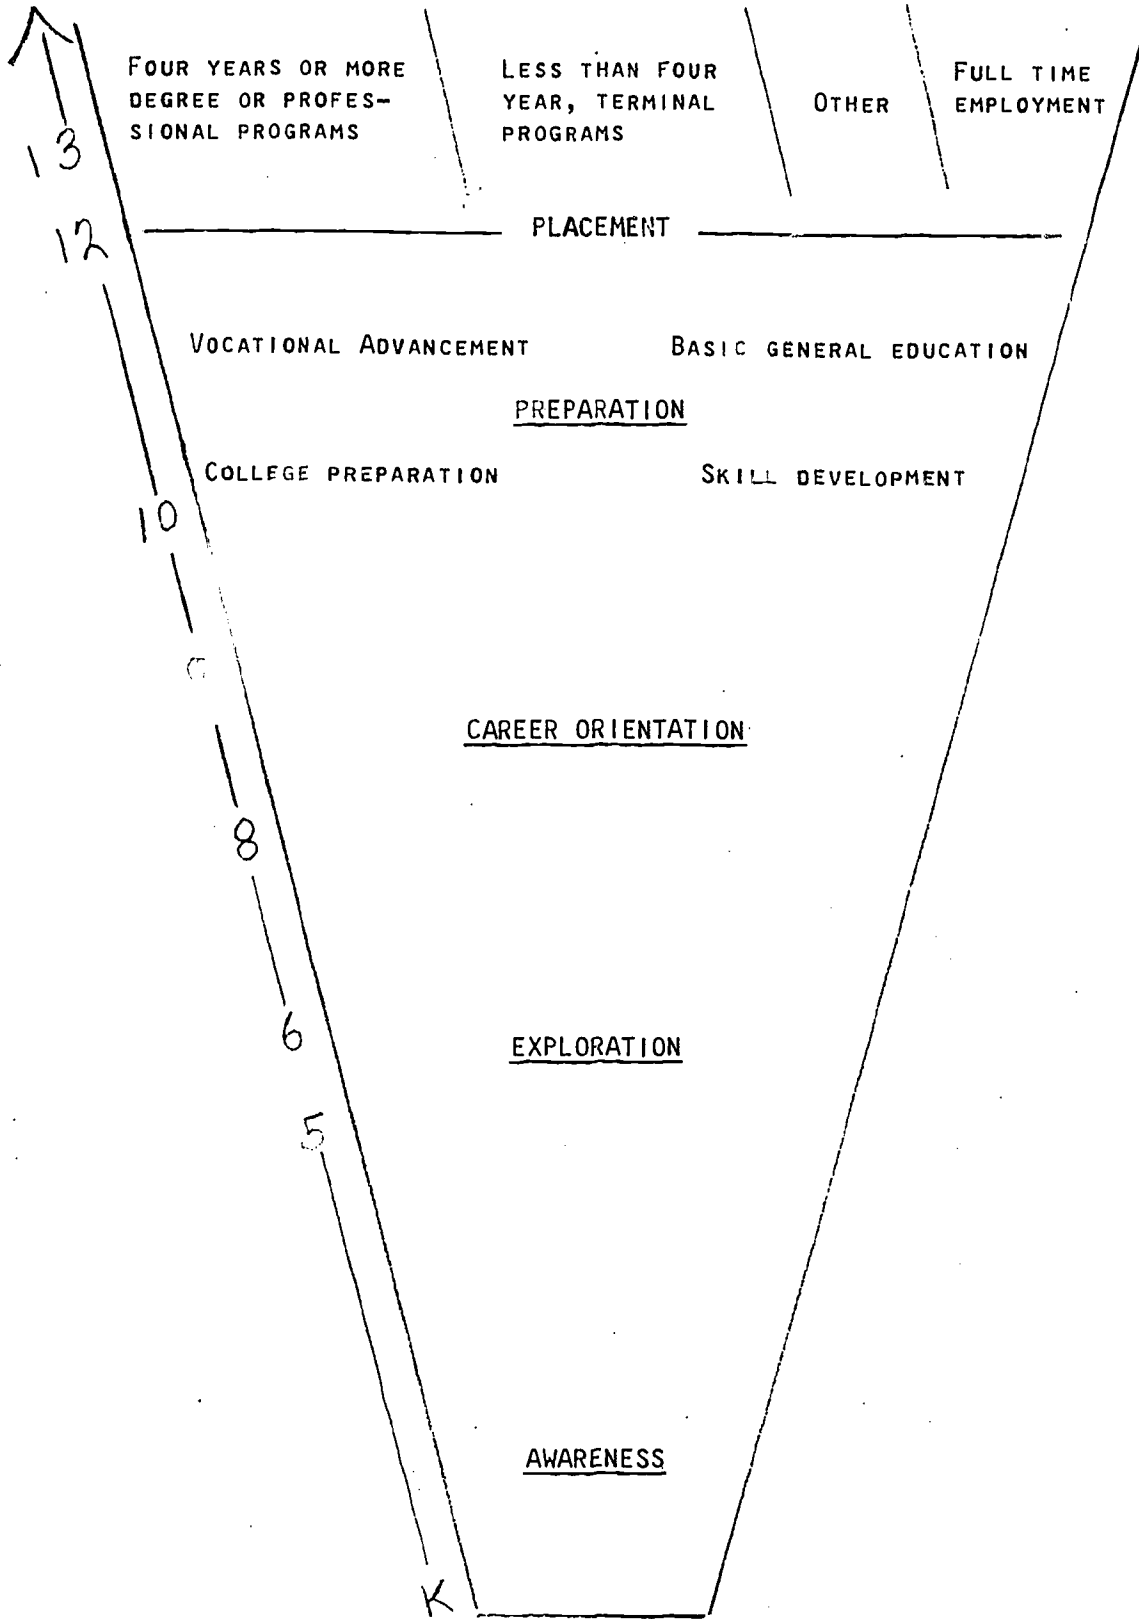 FOUR YEARS OR MORE
DEGREE OR PROFES-
SIONAL PROGRAMS
LESS THAN FOUR
YEAR, TERMINAL
PROGRAMS
OTHER
FULL TIME
EMPLOYMENT
13
12
PLACEMENT
VOCATIONAL ADVANCEMENT
BASIC GENERAL EDUCATION
PREPARATION
COLLEGE PREPARATION
SKILL DEVELOPMENT
10
CAREER ORIENTATION
8
6
EXPLORATION
5
AWARENESS
K